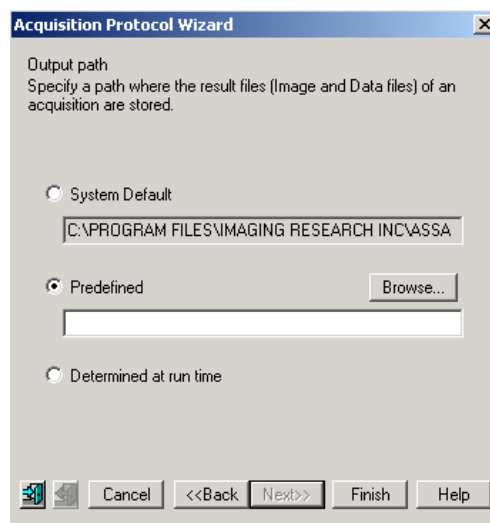 Acquisition Protocol Wizard
Output path
Specify a path where the result files (Image and Data files) of an
acquisition are stored.
System Default
C:\PROGRAM FILES\IMAGING RESEARCH INC\ASSA
Predefined
Browse...
Determined at run time
Cancel <<Back Next>> Finish Help